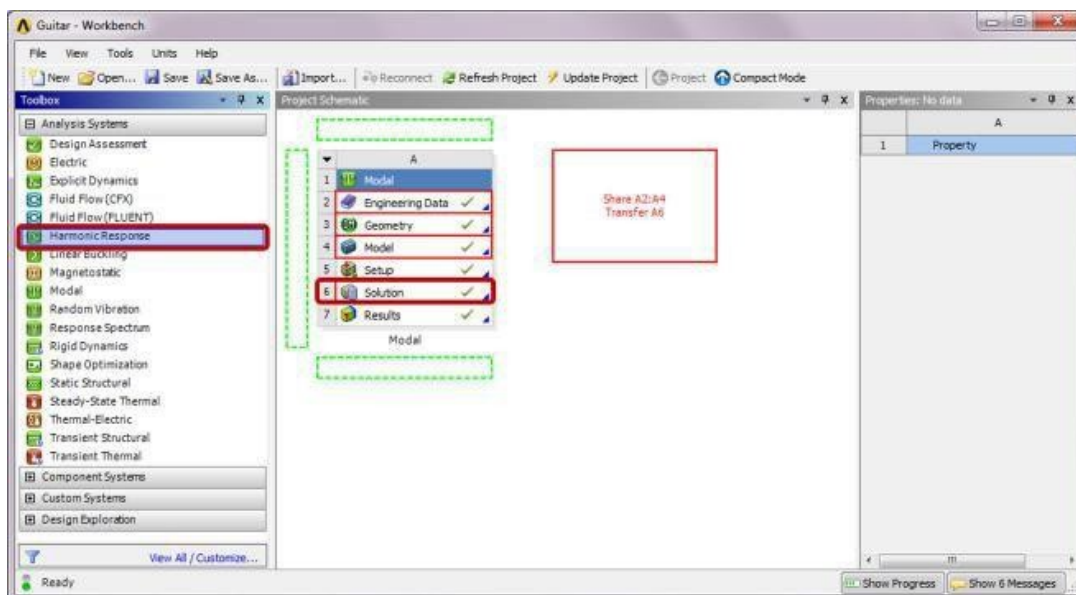 Guitar - Workbench
File View Tools Units Help
New Open... Save Save As... Import... Reconnect Refresh Project Update Project Project Compact Mode
Toolbox
Analysis Systems
Design Assessment
Electric
Explicit Dynamics
Fluid Flow (CFX)
Fluid Flow (FLUENT)
Harmonic Response
Linear Buckling
Magnetostatic
Modal
Random Vibration
Response Spectrum
Rigid Dynamics
Shape Optimization
Static Structural
Steady-State Thermal
Thermal-Electric
Transient Structural
Transient Thermal
Component Systems
Custom Systems
Design Exploration
View All / Customize...
Project Schematic
A
1 Modal
2 Engineering Data
3 Geometry
4 Model
5 Setup
6 Solution
7 Results
Modal
Share A2:A4
Transfer A6
Properties: No data
A
1 Property
Ready
Show Progress Show 6 Messages